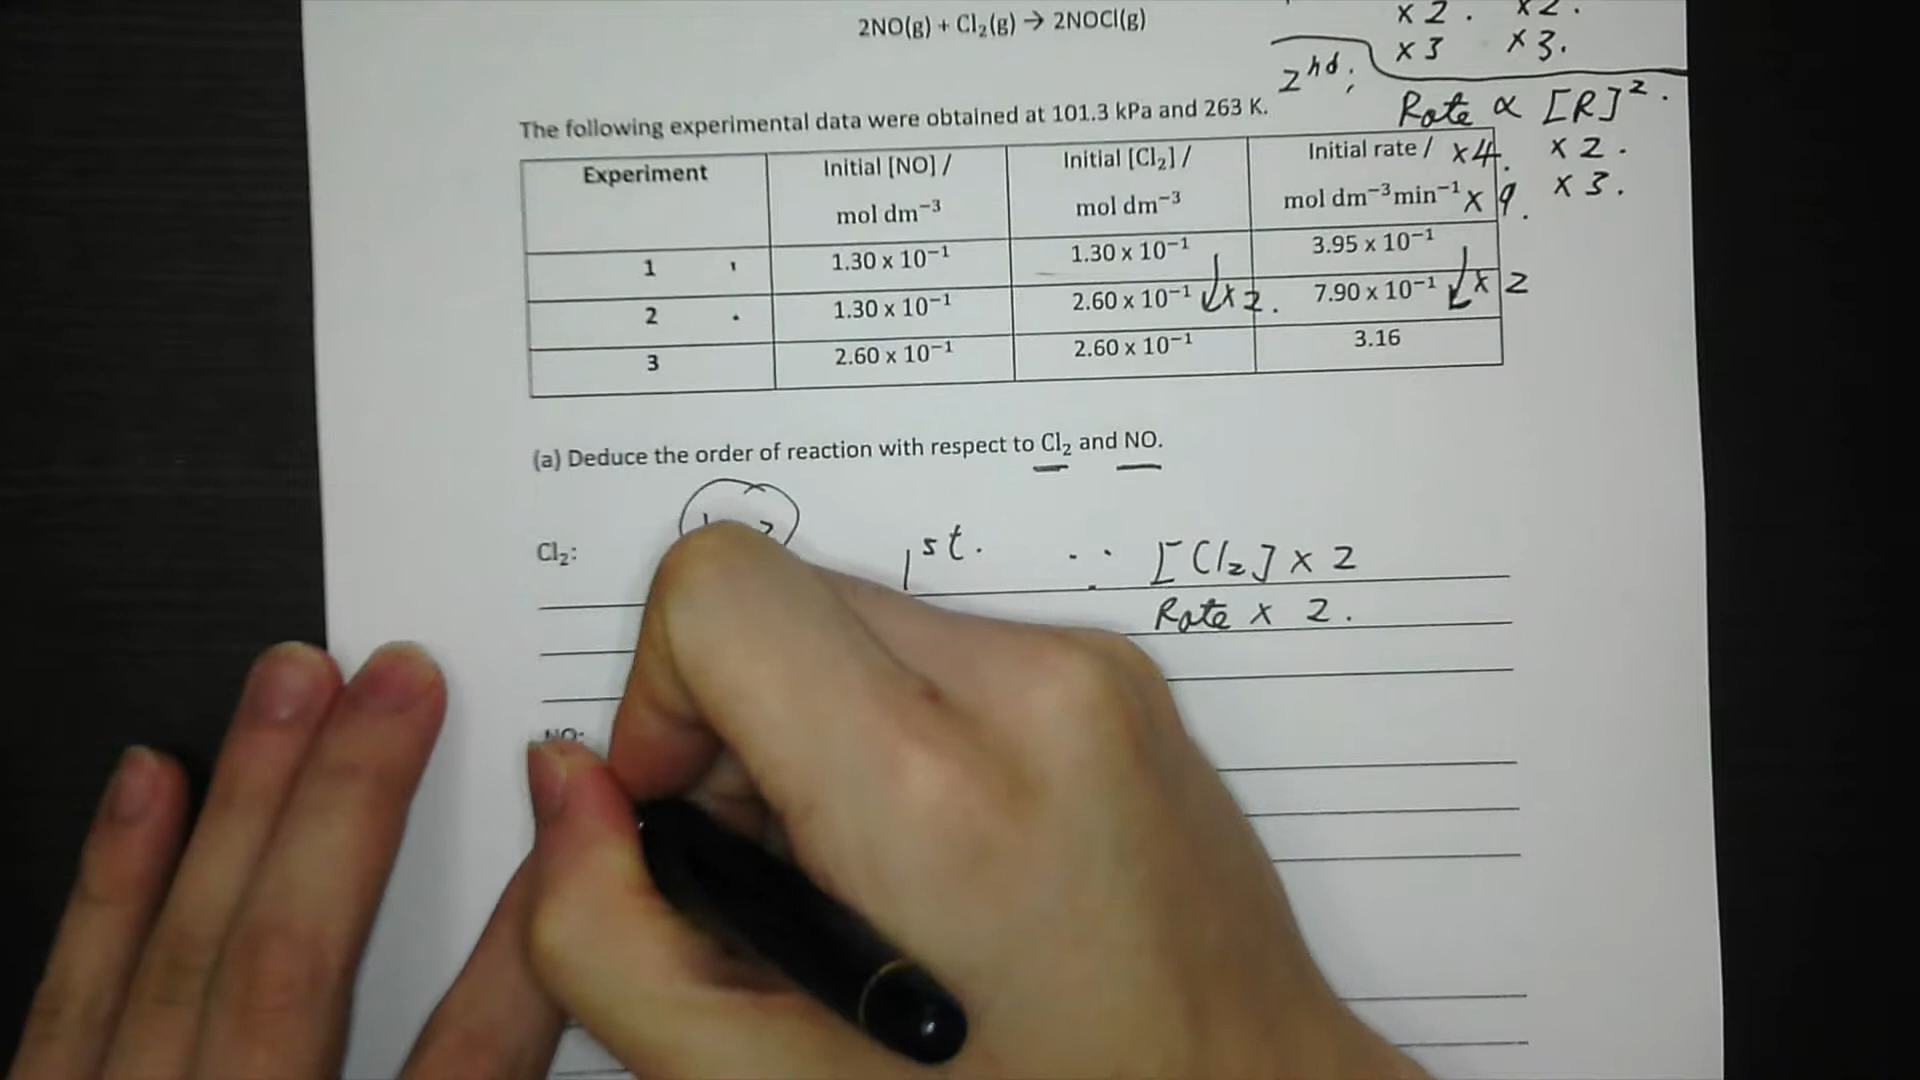 2NO(g) + Cl₂(g) → 2NOCl(g)
x 2 . x 2 .
x 3 x 3.
2nd;
Rate ∝ [R]².
x4. x 2 .
x 9. x 3 .
The following experimental data were obtained at 101.3 kPa and 263 K.
Experiment Initial [NO] / mol dm⁻³ Initial [Cl₂] / mol dm⁻³ Initial rate / mol dm⁻³min⁻¹
1 1.30 x 10⁻¹ 1.30 x 10⁻¹ 3.95 x 10⁻¹
2 1.30 x 10⁻¹ 2.60 x 10⁻¹ x 2. 7.90 x 10⁻¹ x 2
3 2.60 x 10⁻¹ 2.60 x 10⁻¹ 3.16
(a) Deduce the order of reaction with respect to Cl₂ and NO.
Cl₂: 1st. ∵ [Cl₂] x 2
Rate x 2.
NO: